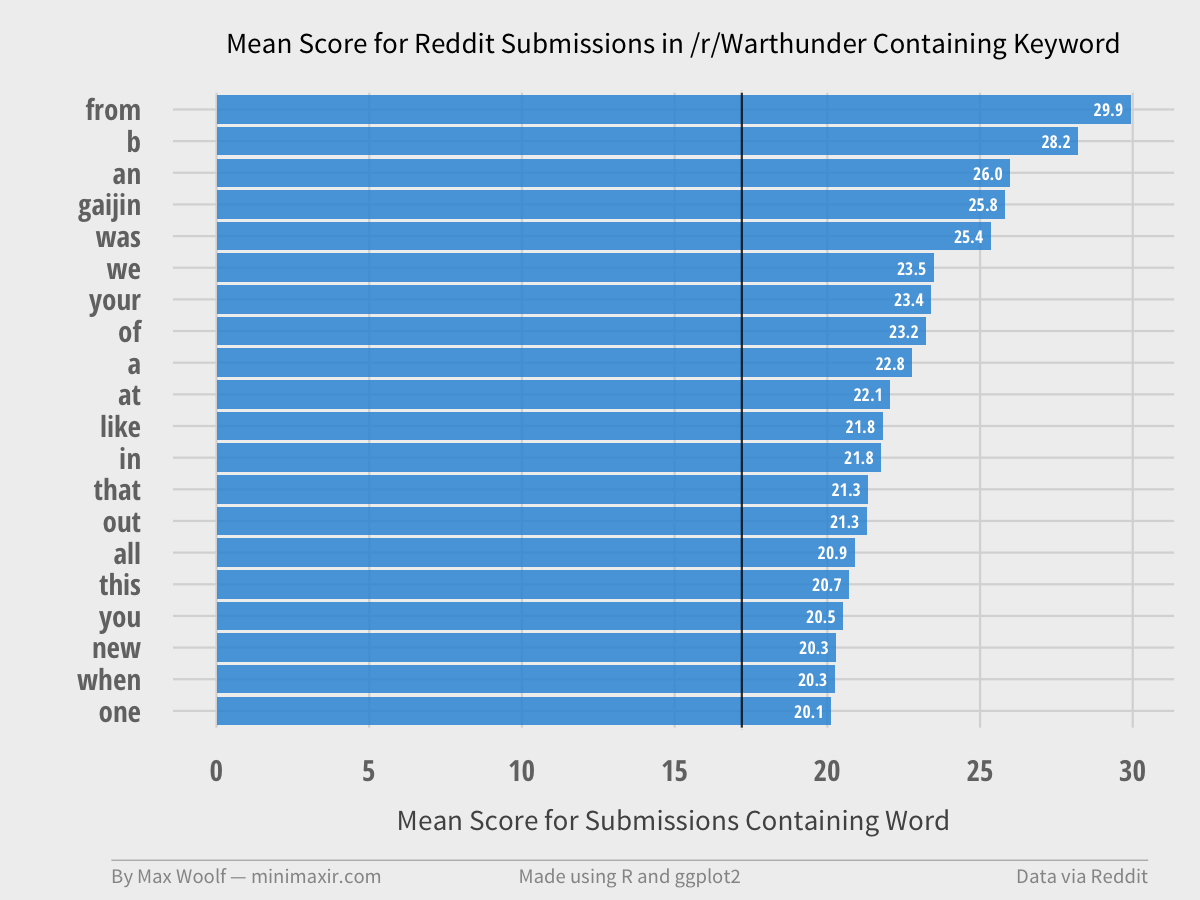 Mean Score for Reddit Submissions in /r/Warthunder Containing Keyword
from 29.9
b 28.2
an 26.0
gaijin 25.8
was 25.4
we 23.5
your 23.4
of 23.2
a 22.8
at 22.1
like 21.8
in 21.8
that 21.3
out 21.3
all 20.9
this 20.7
you 20.5
new 20.3
when 20.3
one 20.1
0 5 10 15 20 25 30
Mean Score for Submissions Containing Word
By Max Woolf — minimaxir.com Made using R and ggplot2 Data via Reddit